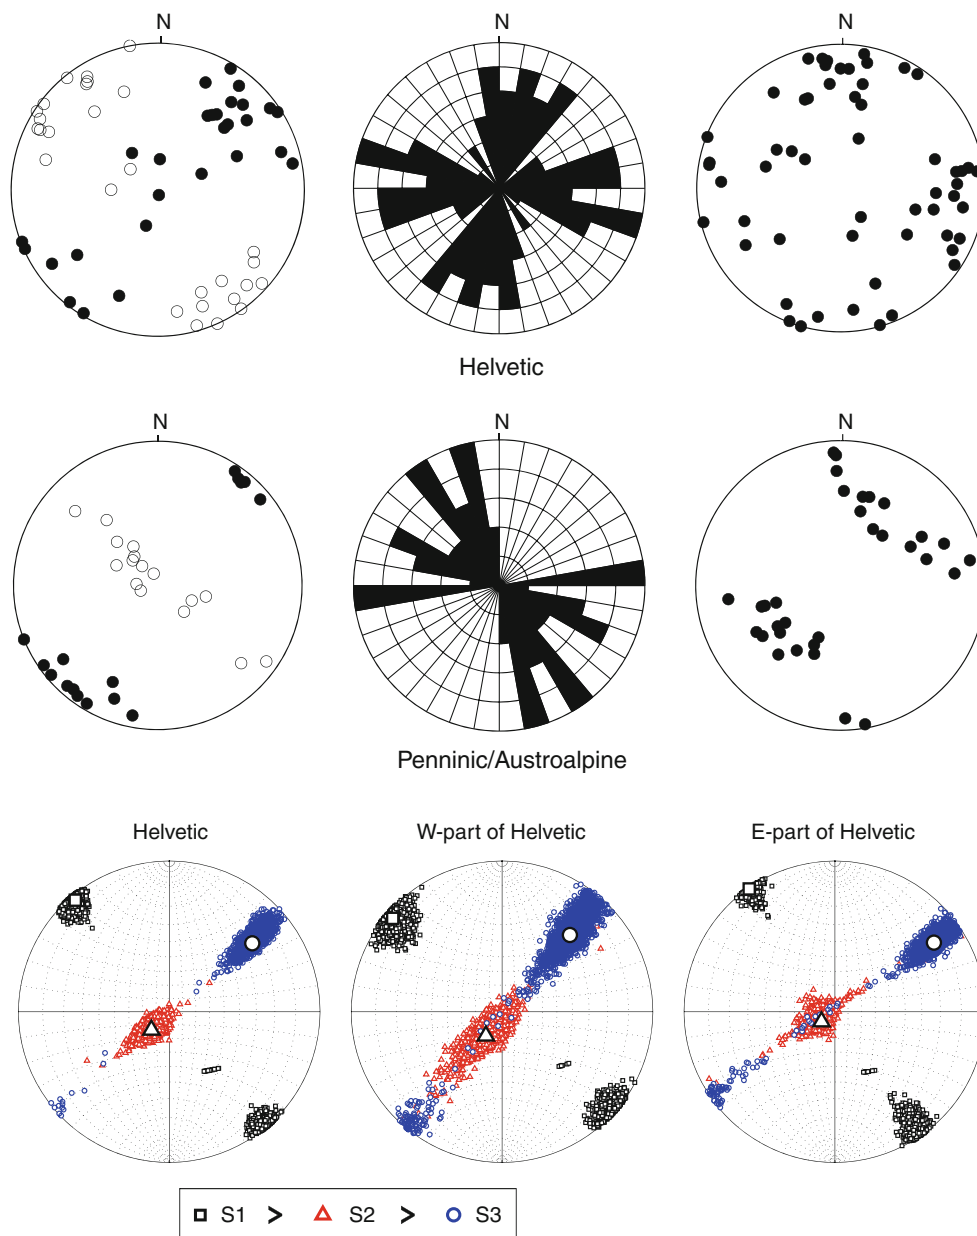 N N N
Helvetic
N N N
Penninic/Austroalpine
Helvetic W-part of Helvetic E-part of Helvetic
S1 > S2 > S3